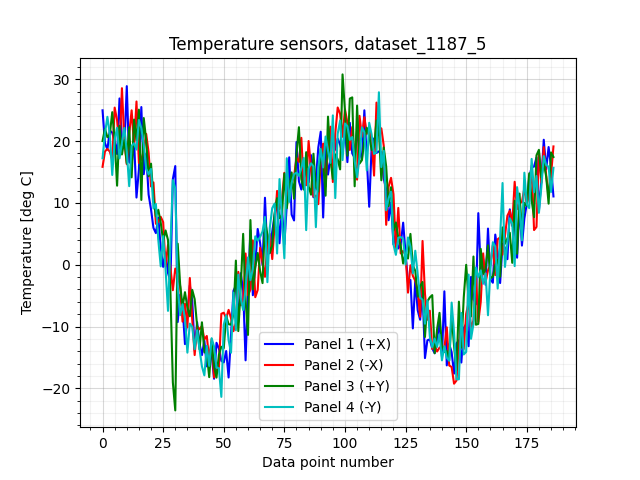 Temperature sensors, dataset_1187_5
Temperature [deg C]
30
20
10
0
−10
−20
Panel 1 (+X)
Panel 2 (-X)
Panel 3 (+Y)
Panel 4 (-Y)
0 25 50 75 100 125 150 175
Data point number